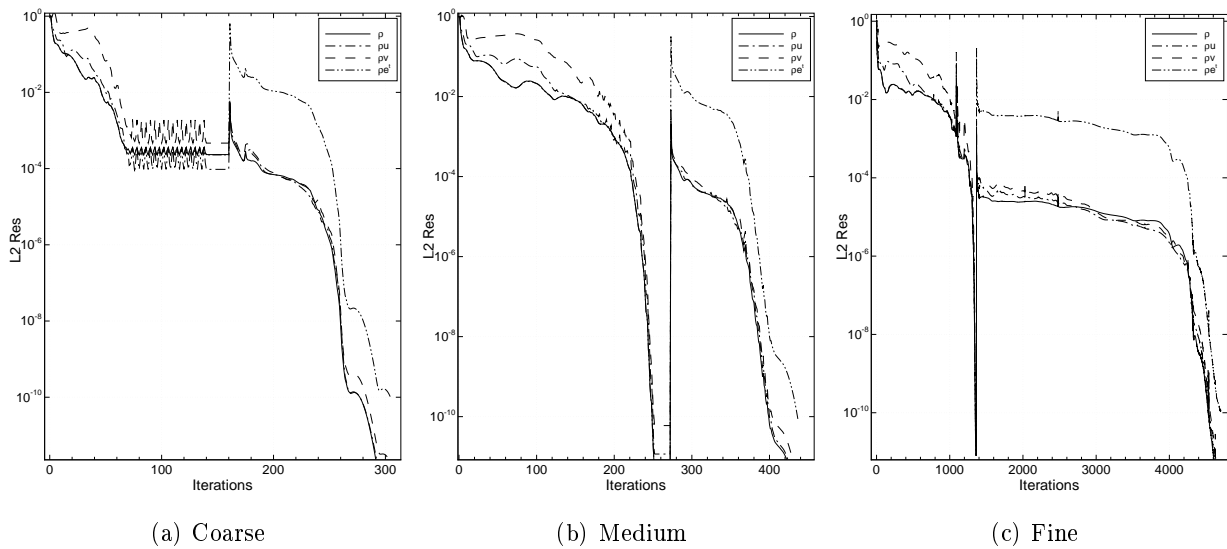 10^0
10^-2
10^-4
10^-6
10^-8
10^-10
L2 Res
0
100
200
300
Iterations
ρ
ρu
ρv
ρe^t
(a) Coarse
10^0
10^-2
10^-4
10^-6
10^-8
10^-10
L2 Res
0
100
200
300
400
Iterations
ρ
ρu
ρv
ρe^t
(b) Medium
10^0
10^-2
10^-4
10^-6
10^-8
10^-10
L2 Res
0
1000
2000
3000
4000
Iterations
ρ
ρu
ρv
ρe^t
(c) Fine